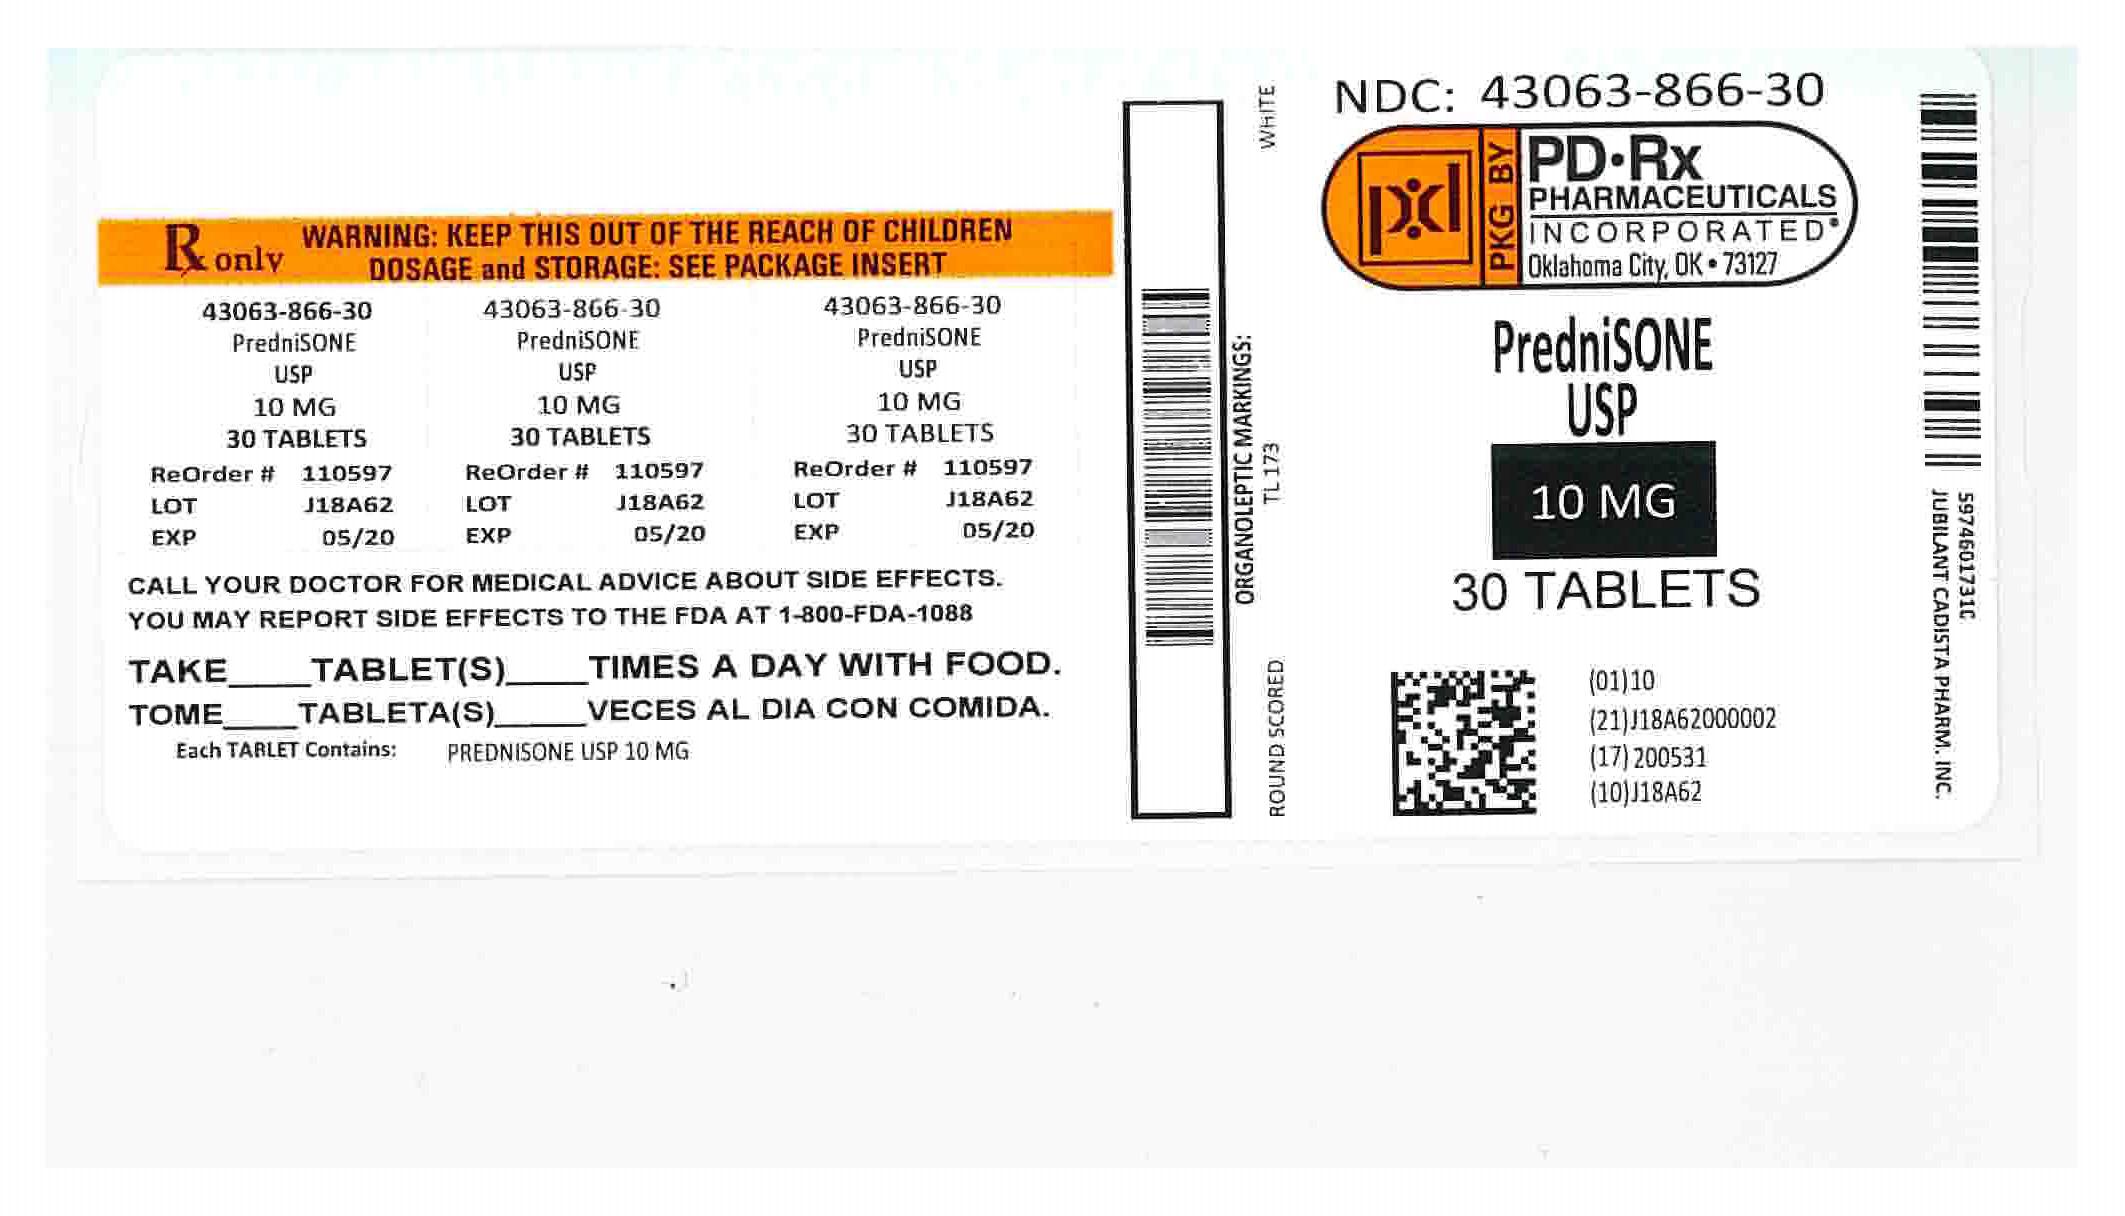 Rx only
WARNING: KEEP THIS OUT OF THE REACH OF CHILDREN
DOSAGE and STORAGE: SEE PACKAGE INSERT
43063-866-30
PredniSONE
USP
10 MG
30 TABLETS
ReOrder # 110597
LOT J18A62
EXP 05/20
43063-866-30
PredniSONE
USP
10 MG
30 TABLETS
ReOrder # 110597
LOT J18A62
EXP 05/20
43063-866-30
PredniSONE
USP
10 MG
30 TABLETS
ReOrder # 110597
LOT J18A62
EXP 05/20
CALL YOUR DOCTOR FOR MEDICAL ADVICE ABOUT SIDE EFFECTS.
YOU MAY REPORT SIDE EFFECTS TO THE FDA AT 1-800-FDA-1088
TAKE____TABLET(S)____TIMES A DAY WITH FOOD.
TOME____TABLETA(S)_____VECES AL DIA CON COMIDA.
Each TABLET Contains: PREDNISONE USP 10 MG
ORGANOLEPTIC MARKINGS:
ROUND SCORED TL 173 WHITE
NDC: 43063-866-30
pd
PKG BY
PD•Rx
PHARMACEUTICALS
INCORPORATED®
Oklahoma City, OK • 73127
PredniSONE
USP
10 MG
30 TABLETS
(01)10
(21)J18A62000002
(17)200531
(10)J18A62
59746017310
JUBILANT CADISTA PHARM. INC.